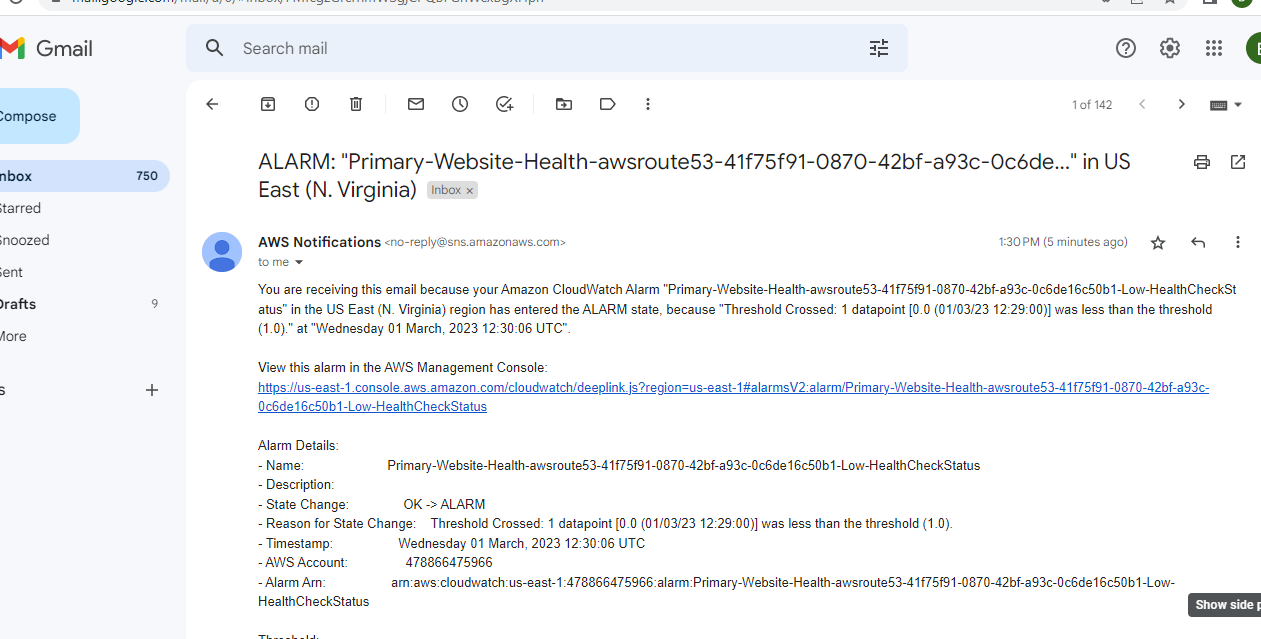 Gmail
Search mail
Compose
1 of 142
Inbox 750
Starred
Snoozed
Sent
Drafts 9
More
ALARM: "Primary-Website-Health-awsroute53-41f75f91-0870-42bf-a93c-0c6de..." in US
East (N. Virginia) Inbox ×
AWS Notifications <no-reply@sns.amazonaws.com>
1:30 PM (5 minutes ago)
to me
You are receiving this email because your Amazon CloudWatch Alarm "Primary-Website-Health-awsroute53-41f75f91-0870-42bf-a93c-0c6de16c50b1-Low-HealthCheckSt
atus" in the US East (N. Virginia) region has entered the ALARM state, because "Threshold Crossed: 1 datapoint [0.0 (01/03/23 12:29:00)] was less than the threshold
(1.0)." at "Wednesday 01 March, 2023 12:30:06 UTC".
View this alarm in the AWS Management Console:
https://us-east-1.console.aws.amazon.com/cloudwatch/deeplink.js?region=us-east-1#alarmsV2:alarm/Primary-Website-Health-awsroute53-41f75f91-0870-42bf-a93c-
0c6de16c50b1-Low-HealthCheckStatus
Alarm Details:
- Name: Primary-Website-Health-awsroute53-41f75f91-0870-42bf-a93c-0c6de16c50b1-Low-HealthCheckStatus
- Description:
- State Change: OK -> ALARM
- Reason for State Change: Threshold Crossed: 1 datapoint [0.0 (01/03/23 12:29:00)] was less than the threshold (1.0).
- Timestamp: Wednesday 01 March, 2023 12:30:06 UTC
- AWS Account: 478866475966
- Alarm Arn: arn:aws:cloudwatch:us-east-1:478866475966:alarm:Primary-Website-Health-awsroute53-41f75f91-0870-42bf-a93c-0c6de16c50b1-Low-
HealthCheckStatus
Show side p
Threshold: